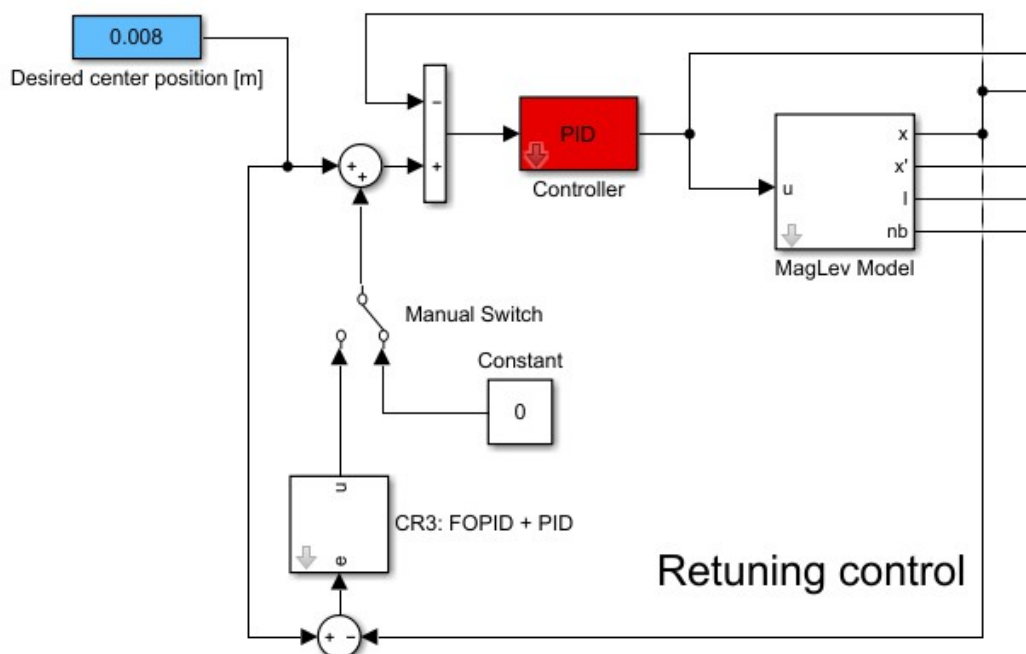 0.008
Desired center position [m]
−
+
PID
Controller
+
+
u
x
x'
I
nb
MagLev Model
Manual Switch
Constant
0
u
e
CR3: FOPID + PID
Retuning control
+
−